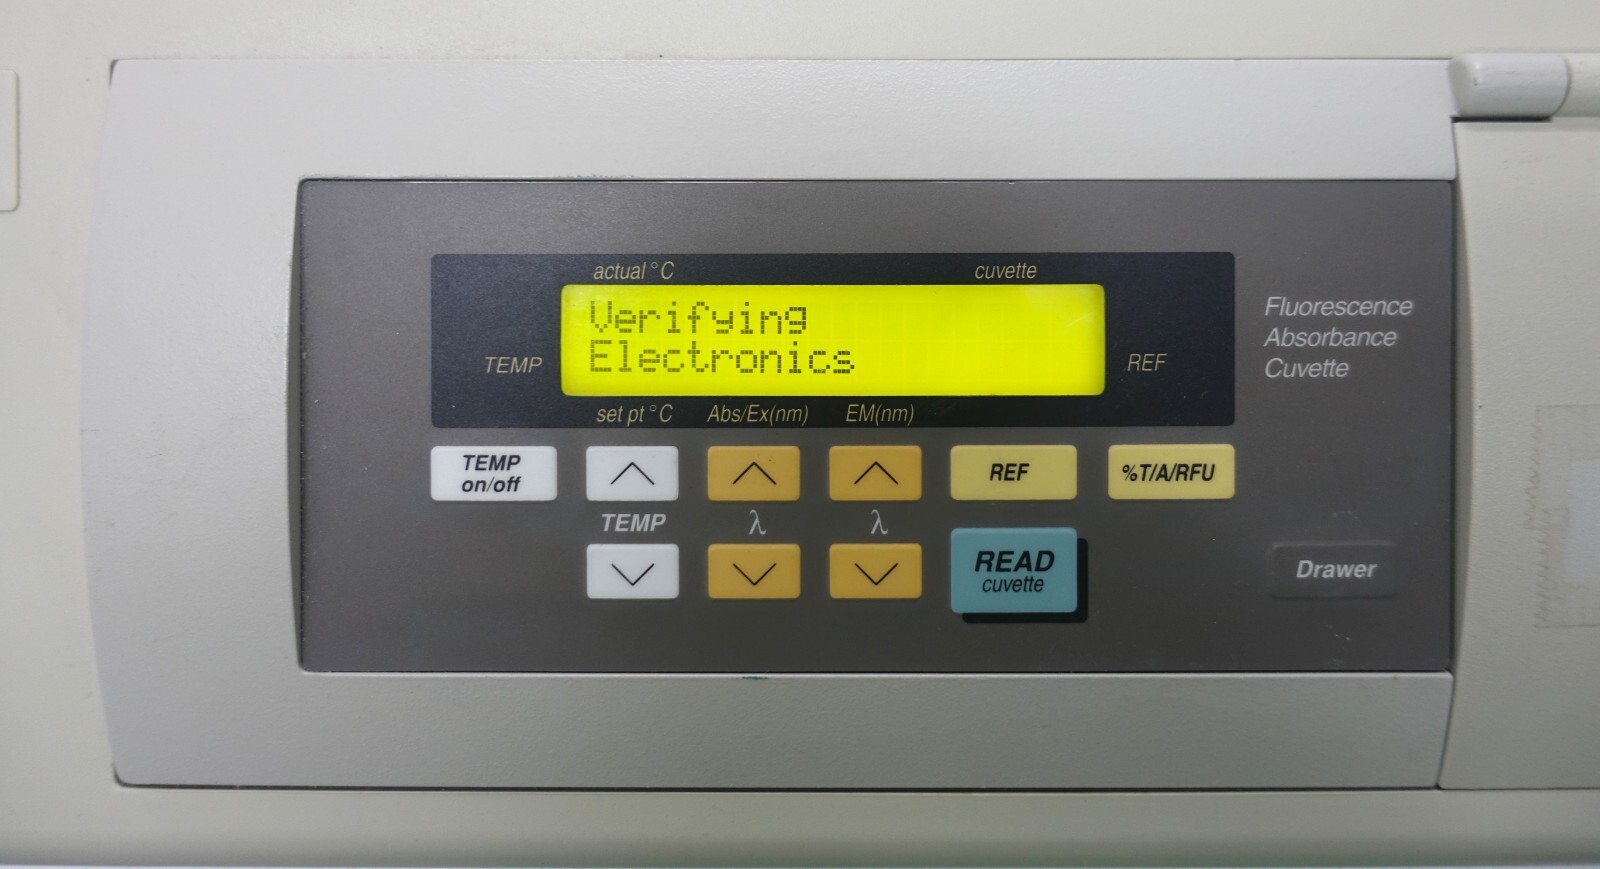 actual °C
cuvette
Verifying
Electronics
TEMP
REF
set pt °C
Abs/Ex(nm)
EM(nm)
Fluorescence
Absorbance
Cuvette
TEMP
on/off
REF
%T/A/RFU
TEMP
λ
λ
READ
cuvette
Drawer